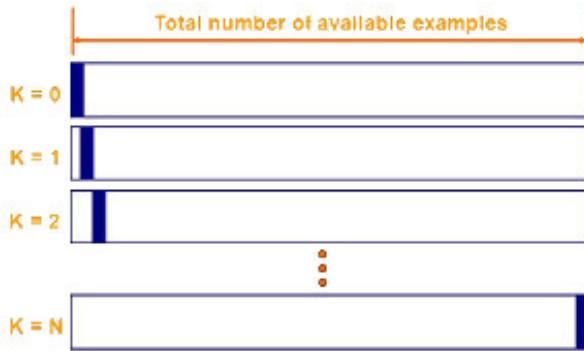 Total number of available examples
K = 0
K = 1
K = 2
K = N